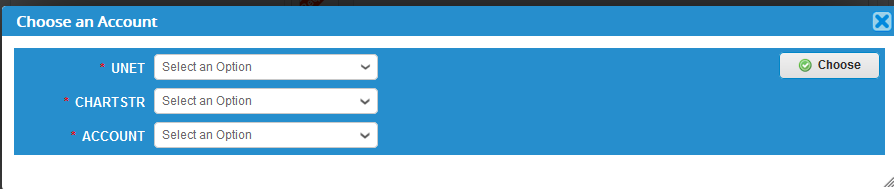 Choose an Account
* UNET Select an Option Choose
* CHARTSTR Select an Option
* ACCOUNT Select an Option